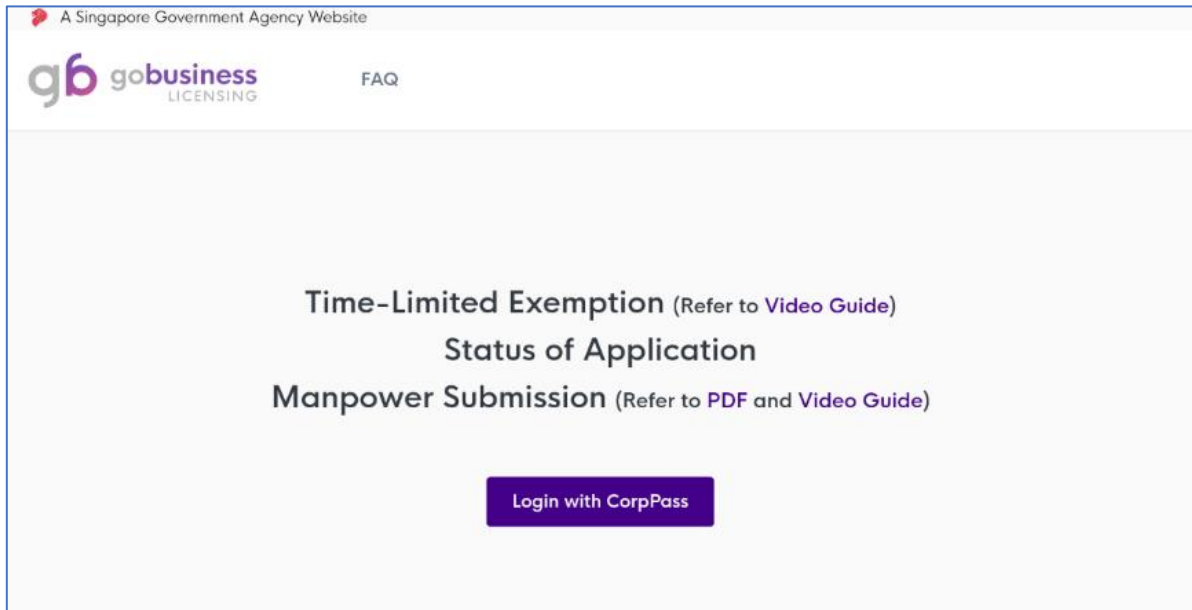 A Singapore Government Agency Website
gobusiness
LICENSING
FAQ
Time-Limited Exemption (Refer to Video Guide)
Status of Application
Manpower Submission (Refer to PDF and Video Guide)
Login with CorpPass